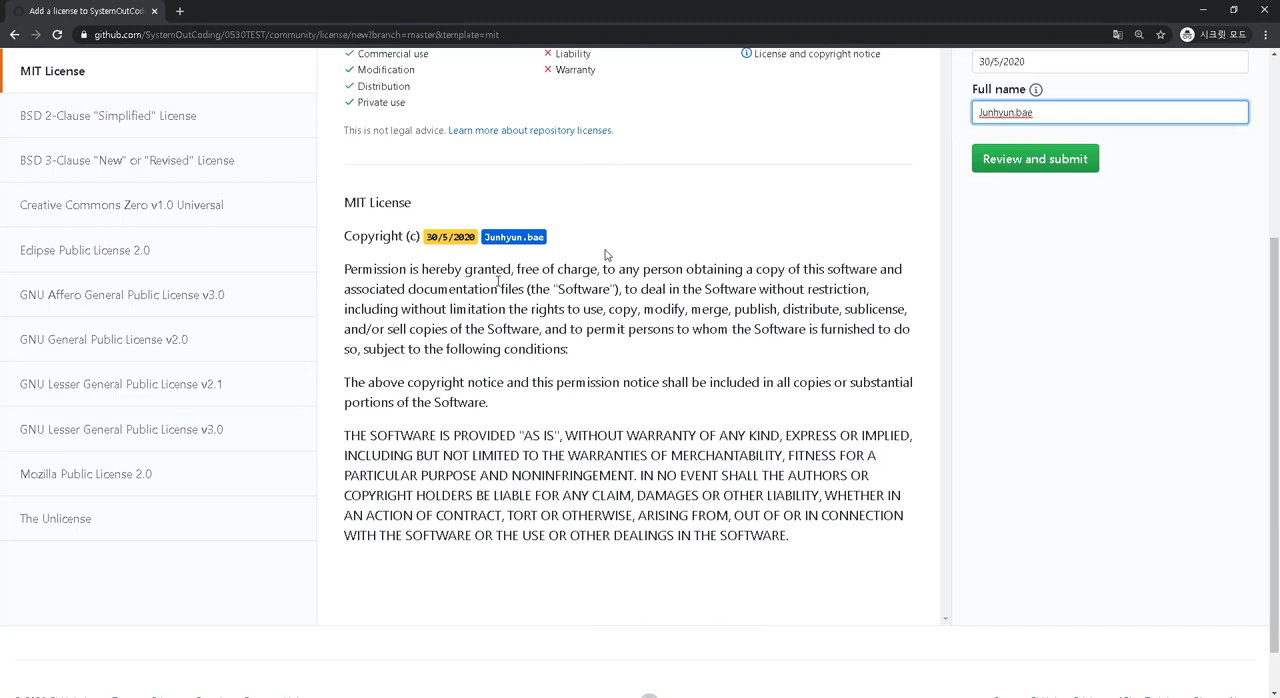 Add a license to SystemOutCodi
github.com/SystemOutCoding/0530TEST/community/license/new?branch=master&template=mit
시크릿 모드
MIT License
BSD 2-Clause "Simplified" License
BSD 3-Clause "New" or "Revised" License
Creative Commons Zero v1.0 Universal
Eclipse Public License 2.0
GNU Affero General Public License v3.0
GNU General Public License v2.0
GNU Lesser General Public License v2.1
GNU Lesser General Public License v3.0
Mozilla Public License 2.0
The Unlicense
Commercial use
Modification
Distribution
Private use
Liability
Warranty
License and copyright notice
This is not legal advice. Learn more about repository licenses.
MIT License
Copyright (c) 30/5/2020 Junhyun.bae
Permission is hereby granted, free of charge, to any person obtaining a copy of this software and
associated documentation files (the "Software"), to deal in the Software without restriction,
including without limitation the rights to use, copy, modify, merge, publish, distribute, sublicense,
and/or sell copies of the Software, and to permit persons to whom the Software is furnished to do
so, subject to the following conditions:
The above copyright notice and this permission notice shall be included in all copies or substantial
portions of the Software.
THE SOFTWARE IS PROVIDED "AS IS", WITHOUT WARRANTY OF ANY KIND, EXPRESS OR IMPLIED,
INCLUDING BUT NOT LIMITED TO THE WARRANTIES OF MERCHANTABILITY, FITNESS FOR A
PARTICULAR PURPOSE AND NONINFRINGEMENT. IN NO EVENT SHALL THE AUTHORS OR
COPYRIGHT HOLDERS BE LIABLE FOR ANY CLAIM, DAMAGES OR OTHER LIABILITY, WHETHER IN
AN ACTION OF CONTRACT, TORT OR OTHERWISE, ARISING FROM, OUT OF OR IN CONNECTION
WITH THE SOFTWARE OR THE USE OR OTHER DEALINGS IN THE SOFTWARE.
30/5/2020
Full name
Junhyun.bae
Review and submit